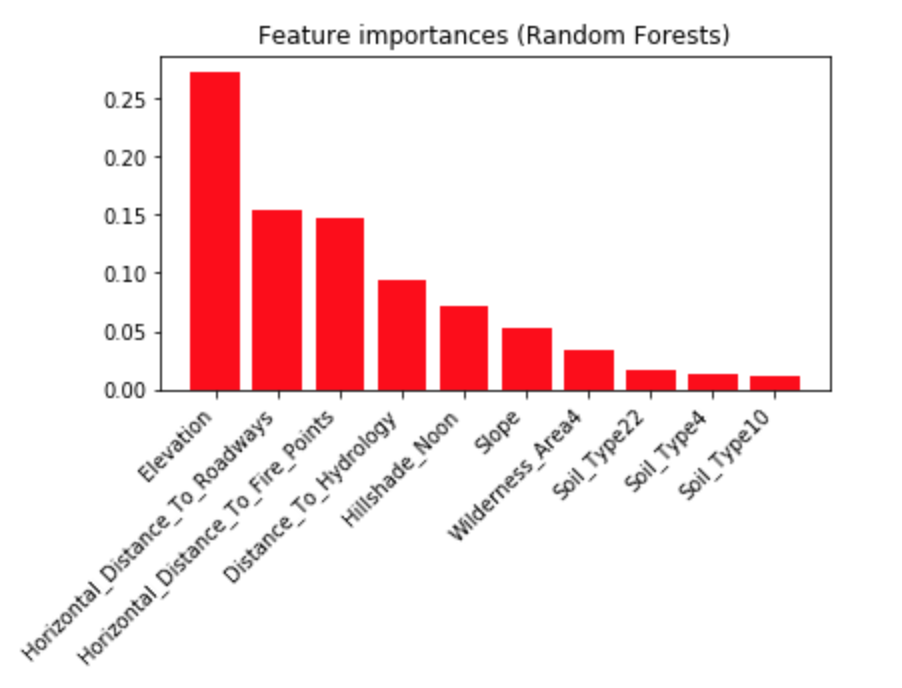 Feature importances (Random Forests)
0.25
0.20
0.15
0.10
0.05
0.00
Elevation
Horizontal_Distance_To_Roadways
Horizontal_Distance_To_Fire_Points
Distance_To_Hydrology
Hillshade_Noon
Slope
Wilderness_Area4
Soil_Type22
Soil_Type4
Soil_Type10